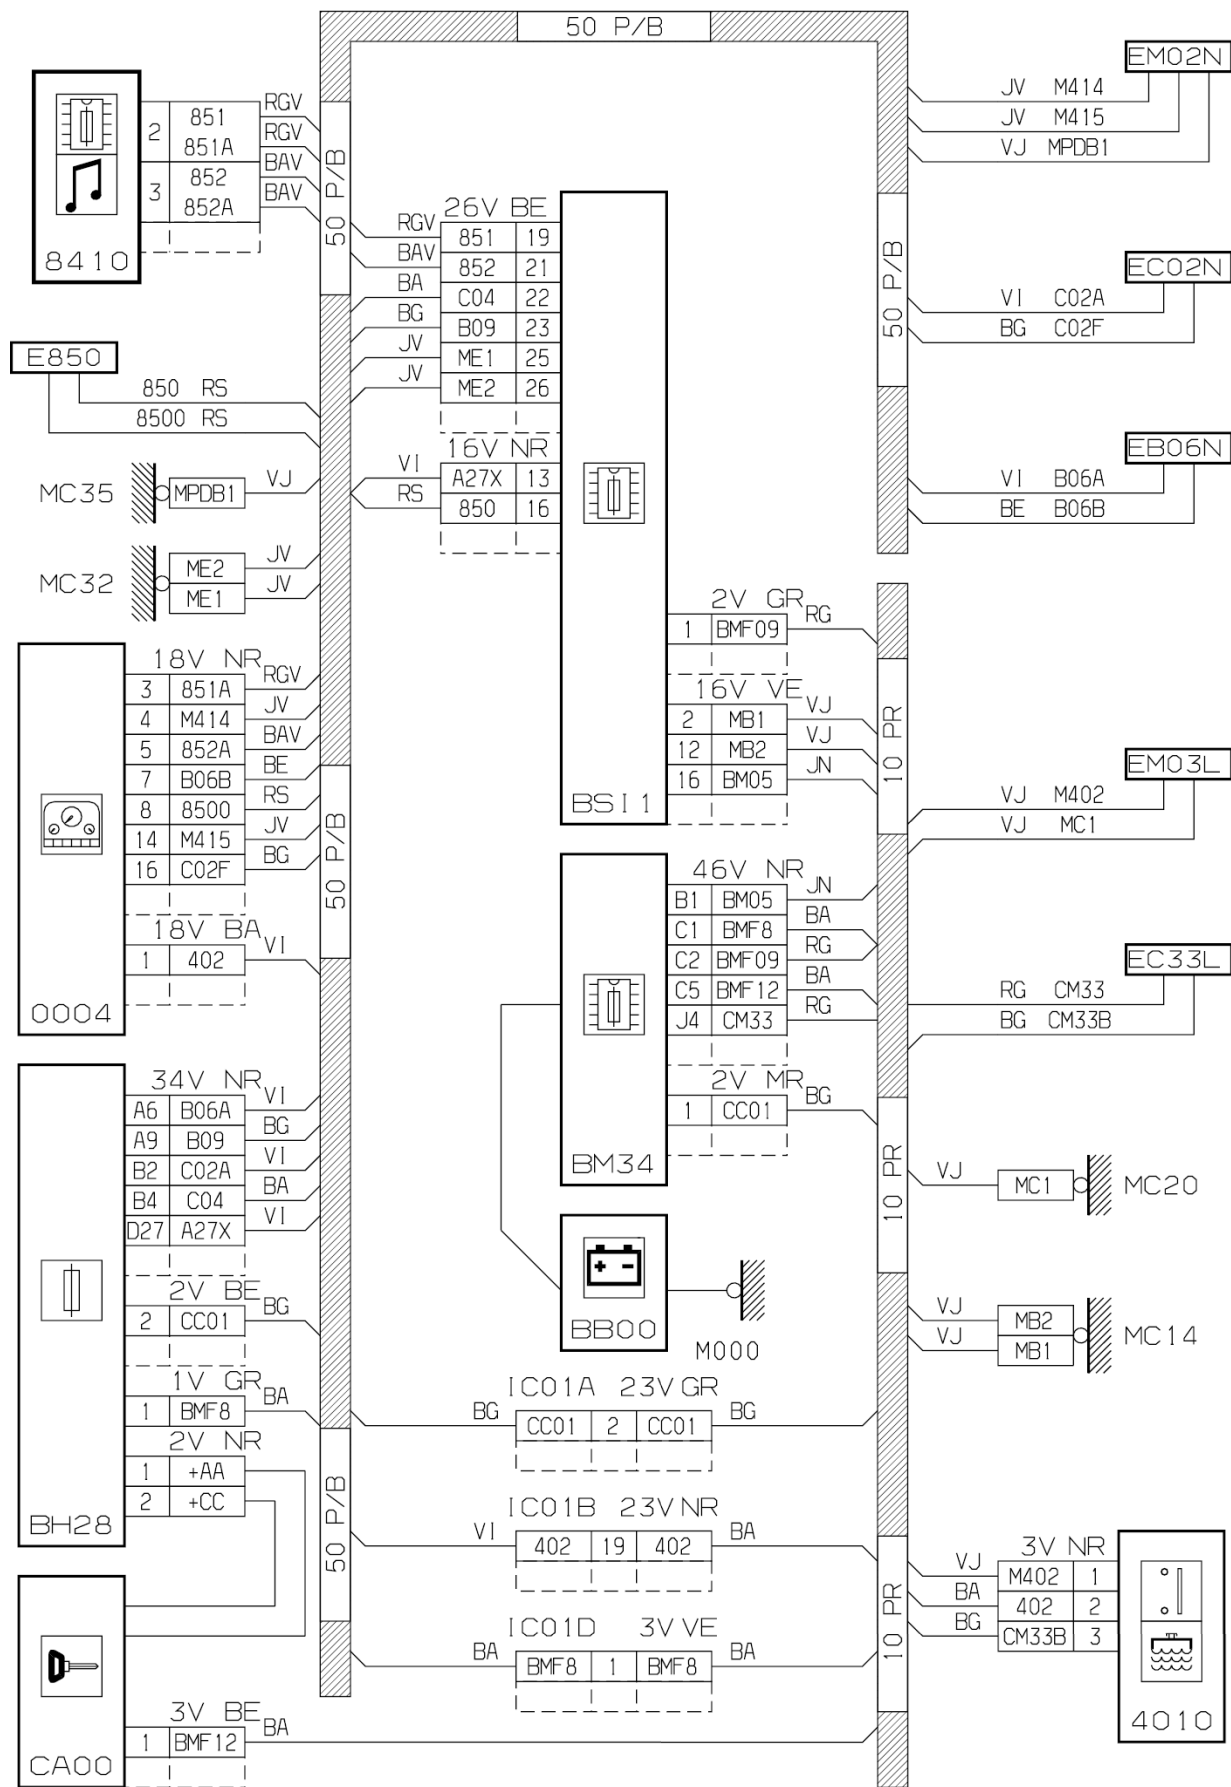 50 P/B
8410
2 851 RGV
851A RGV
3 852 BAV
852A BAV
50 P/B
E850
850 RS
8500 RS
MC35 MPDB1 VJ
MC32 ME2 JV
ME1 JV
0004
18V NR
3 851A RGV
4 M414 JV
5 852A BAV
7 B06B BE
8 8500 RS
14 M415 JV
16 C02F BG
18V BA
1 402 VI
50 P/B
BH28
34V NR
A6 B06A VI
A9 B09 BG
B2 C02A VI
B4 C04 BA
D27 A27X VI
2V BE
2 CC01 BG
1V GR
1 BMF8 BA
2V NR
1 +AA
2 +CC
50 P/B
CA00
3V BE
1 BMF12 BA
BSI1
26V BE
RGV 851 19
BAV 852 21
BA C04 22
BG B09 23
JV ME1 25
JV ME2 26
16V NR
VI A27X 13
RS 850 16
2V GR
1 BMF09 RG
16V VE
2 MB1 VJ
12 MB2 VJ
16 BM05 JN
BM34
46V NR
B1 BM05 JN
C1 BMF8 BA
C2 BMF09 RG
C5 BMF12 BA
J4 CM33 RG
2V MR
1 CC01 BG
BB00
+ -
M000
IC01A 23V GR
BG CC01 2 CC01 BG
IC01B 23V NR
VI 402 19 402 BA
IC01D 3V VE
BA BMF8 1 BMF8 BA
EM02N
JV M414
JV M415
VJ MPDB1
50 P/B
EC02N
VI C02A
BG C02F
EB06N
VI B06A
BE B06B
10 PR
EM03L
VJ M402
VJ MC1
EC33L
RG CM33
BG CM33B
10 PR
VJ MC1 MC20
VJ MB2 MC14
VJ MB1
10 PR
3V NR
VJ M402 1
BA 402 2
BG CM33B 3
4010